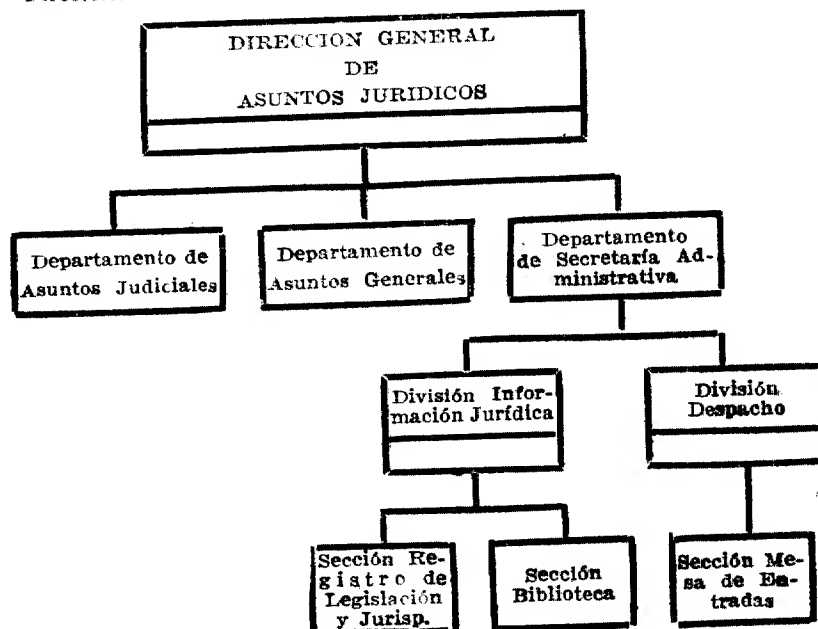 DIRECCION GENERAL
DE
ASUNTOS JURIDICOS
Departamento de
Asuntos Judiciales
Departamento de
Asuntos Generales
Departamento
de Secretaría Ad-
ministrativa
División Infor-
mación Jurídica
División
Despacho
Sección Re-
gistro de
Legislación
y Jurisp.
Sección
Biblioteca
Sección Me-
sa de En-
tradas